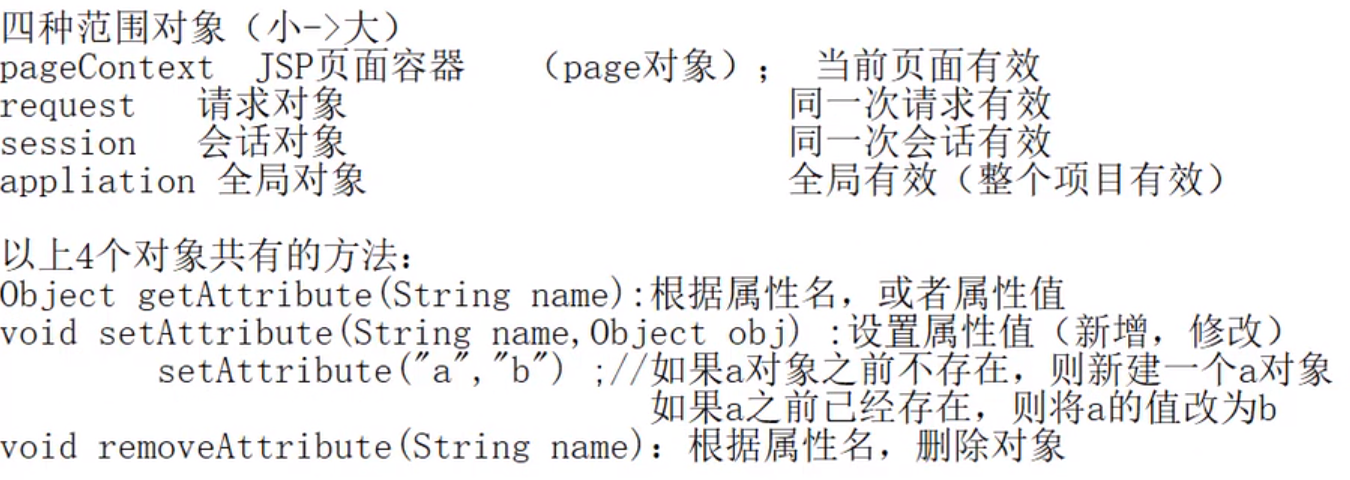 四种范围对象（小->大）
pageContext JSP页面容器 （page对象）； 当前页面有效
request 请求对象 同一次请求有效
session 会话对象 同一次会话有效
appliation 全局对象 全局有效（整个项目有效）
以上4个对象共有的方法：
Object getAttribute(String name):根据属性名，或者属性值
void setAttribute(String name,Object obj) :设置属性值（新增，修改）
setAttribute("a","b") ;//如果a对象之前不存在，则新建一个a对象
如果a之前已经存在，则将a的值改为b
void removeAttribute(String name)：根据属性名，删除对象